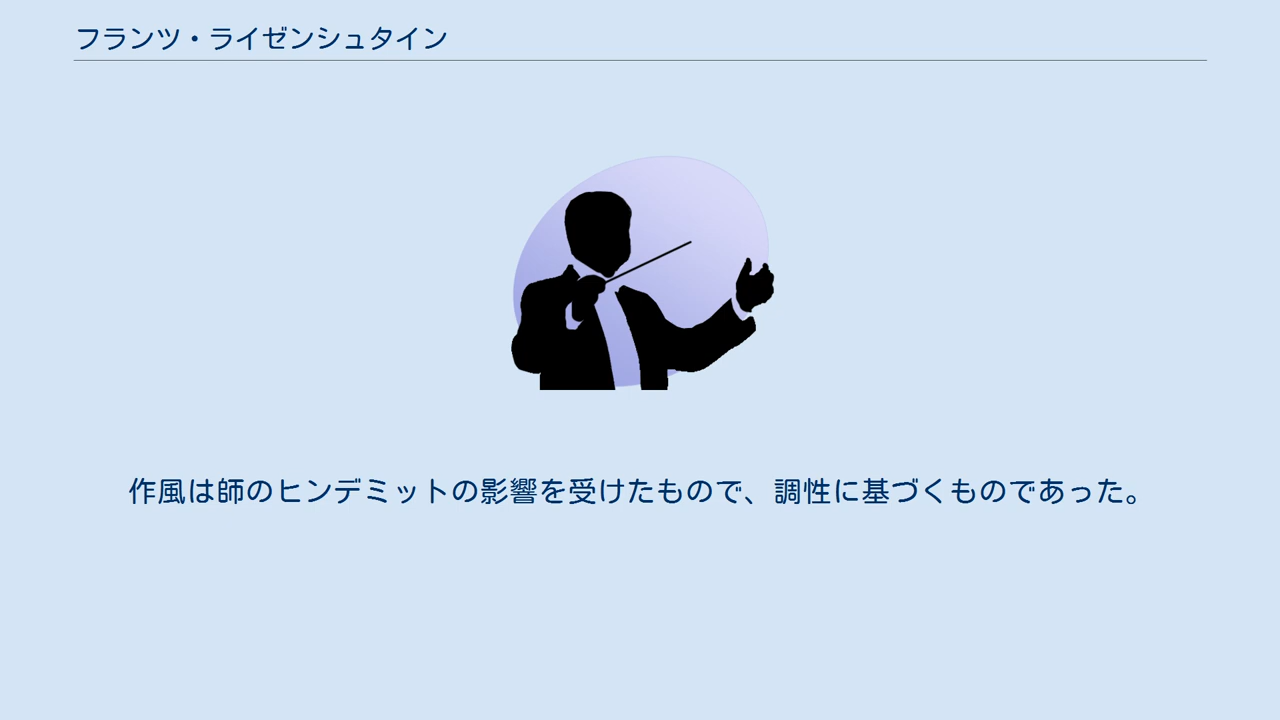 フランツ・ライゼンシュタイン
作風は師のヒンデミットの影響を受けたもので、調性に基づくものであった。